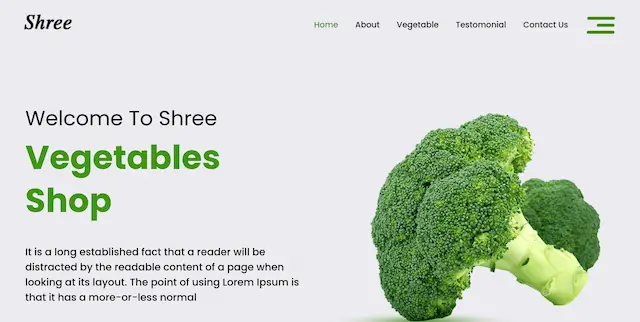 Shree
Home About Vegetable Testomonial Contact Us
Welcome To Shree
Vegetables
Shop
It is a long established fact that a reader will be
distracted by the readable content of a page when
looking at its layout. The point of using Lorem Ipsum is
that it has a more-or-less normal